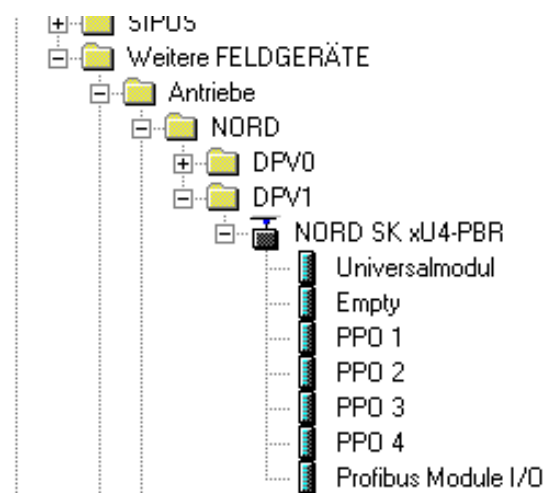 SIPOS
Weitere FELDGERÄTE
Antriebe
NORD
DPV0
DPV1
NORD SK xU4-PBR
Universalmodul
Empty
PPO 1
PPO 2
PPO 3
PPO 4
Profibus Module I/O